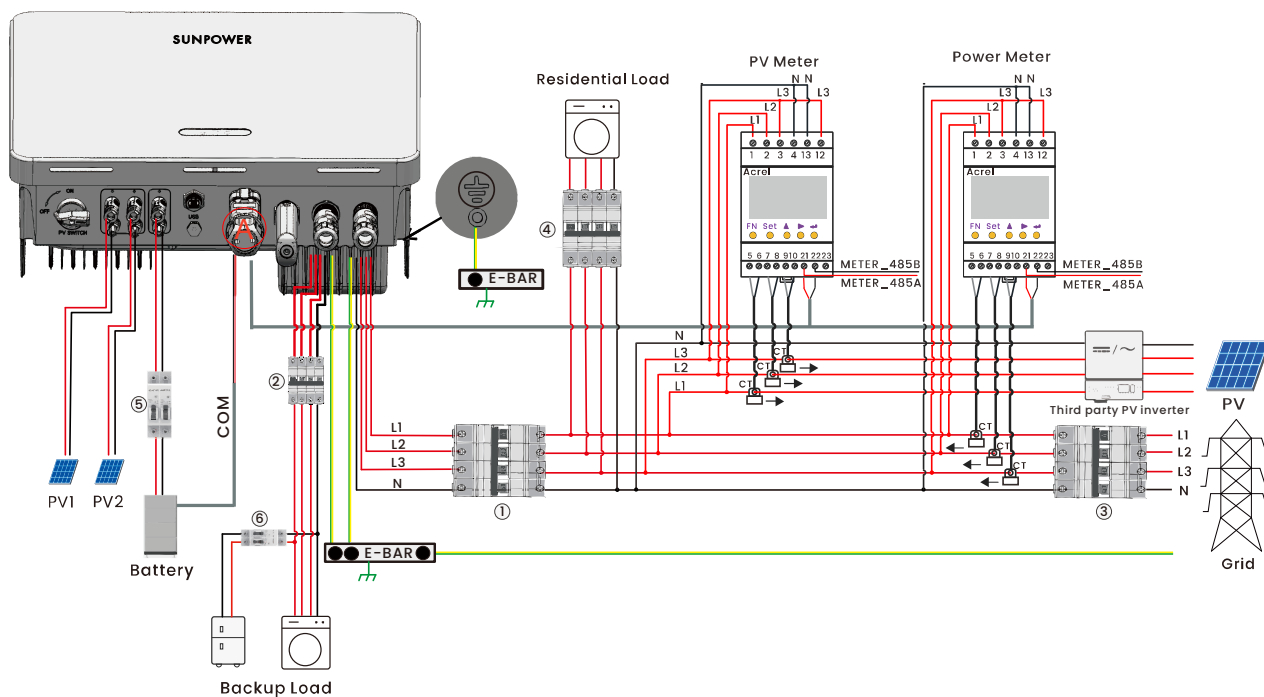 SUNPOWER
ON
OFF
PV SWITCH
USB
A
Residential Load
④
E-BAR
PV Meter
N N
L3 L3
L2
L1
1 2 3 4 13 12
Acrel
FN Set
5 6 7 8 9 10 21 22 23
METER_485B
METER_485A
Power Meter
N N
L3 L3
L2
L1
1 2 3 4 13 12
Acrel
FN Set
5 6 7 8 9 10 21 22 23
METER_485B
METER_485A
N
L3
L2
L1
CT
CT
CT
Third party PV inverter
PV
②
⑤
COM
PV1
PV2
Battery
L1
L2
L3
N
①
CT
CT
CT
③
L1
L2
L3
N
Grid
⑥
E-BAR
Backup Load